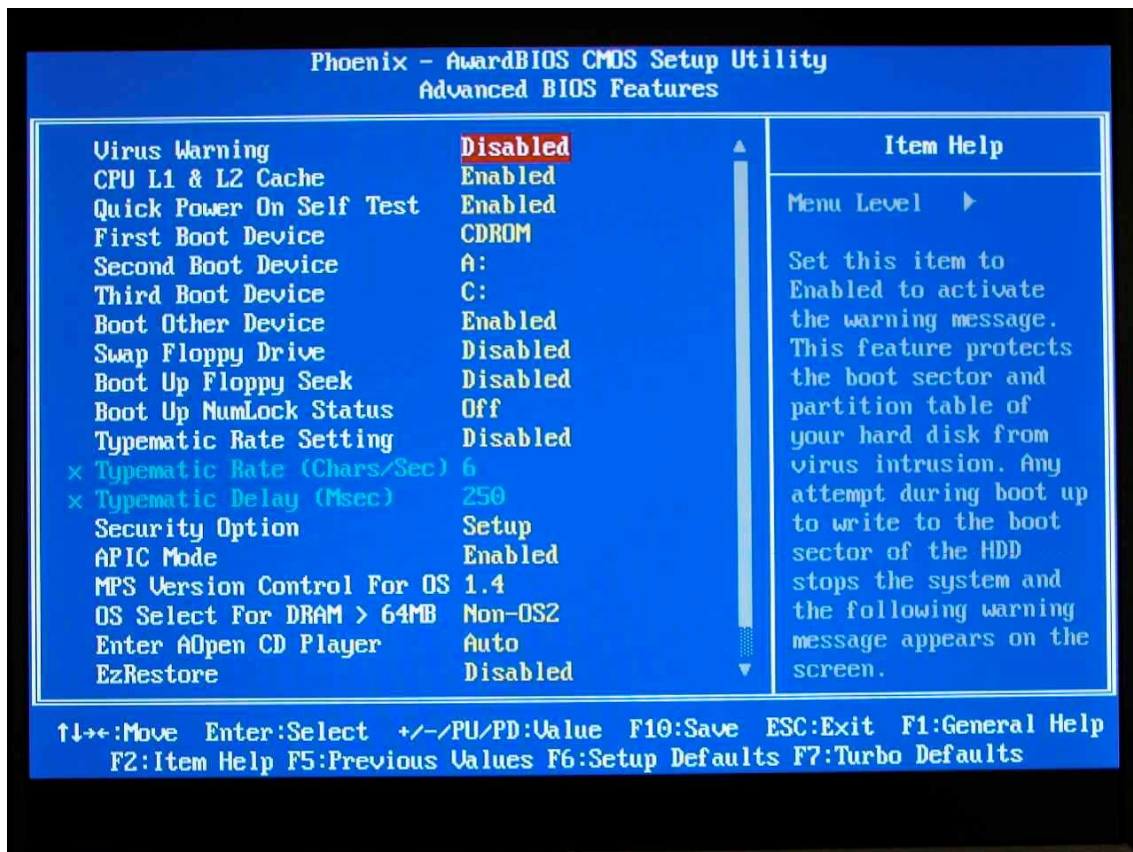 Phoenix - AwardBIOS CMOS Setup Utility
Advanced BIOS Features
Virus Warning Disabled
CPU L1 & L2 Cache Enabled
Quick Power On Self Test Enabled
First Boot Device CDROM
Second Boot Device A:
Third Boot Device C:
Boot Other Device Enabled
Swap Floppy Drive Disabled
Boot Up Floppy Seek Disabled
Boot Up NumLock Status Off
Typematic Rate Setting Disabled
x Typematic Rate (Chars/Sec) 6
x Typematic Delay (Msec) 250
Security Option Setup
APIC Mode Enabled
MPS Version Control For OS 1.4
OS Select For DRAM > 64MB Non-OS2
Enter AOpen CD Player Auto
EzRestore Disabled
Item Help
Menu Level ▶
Set this item to
Enabled to activate
the warning message.
This feature protects
the boot sector and
partition table of
your hard disk from
virus intrusion. Any
attempt during boot up
to write to the boot
sector of the HDD
stops the system and
the following warning
message appears on the
screen.
↑↓→←:Move Enter:Select +/-/PU/PD:Value F10:Save ESC:Exit F1:General Help
F2:Item Help F5:Previous Values F6:Setup Defaults F7:Turbo Defaults